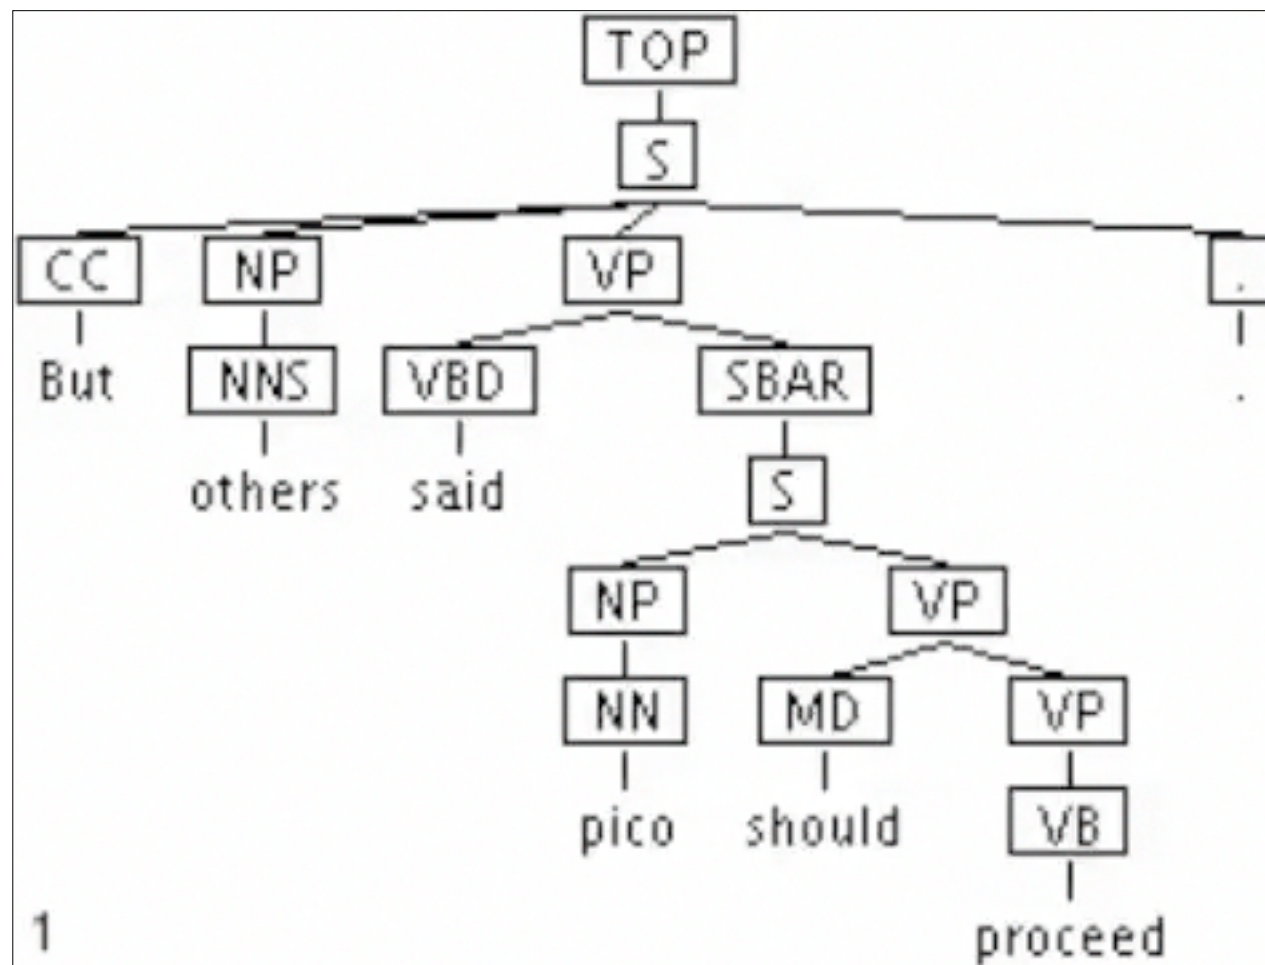 TOP
S
CC NP VP .
But NNS VBD SBAR .
others said S
NP VP
NN MD VP
pico should VB
1 proceed